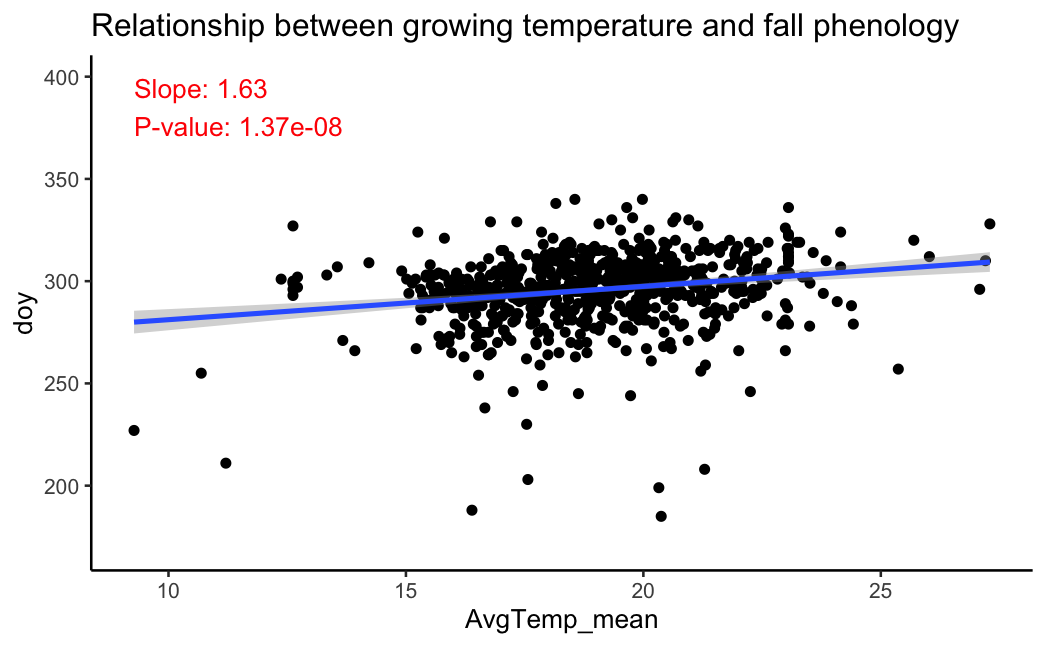 Relationship between growing temperature and fall phenology
Slope: 1.63
P-value: 1.37e-08
400
350
300
250
200
doy
10 15 20 25
AvgTemp_mean